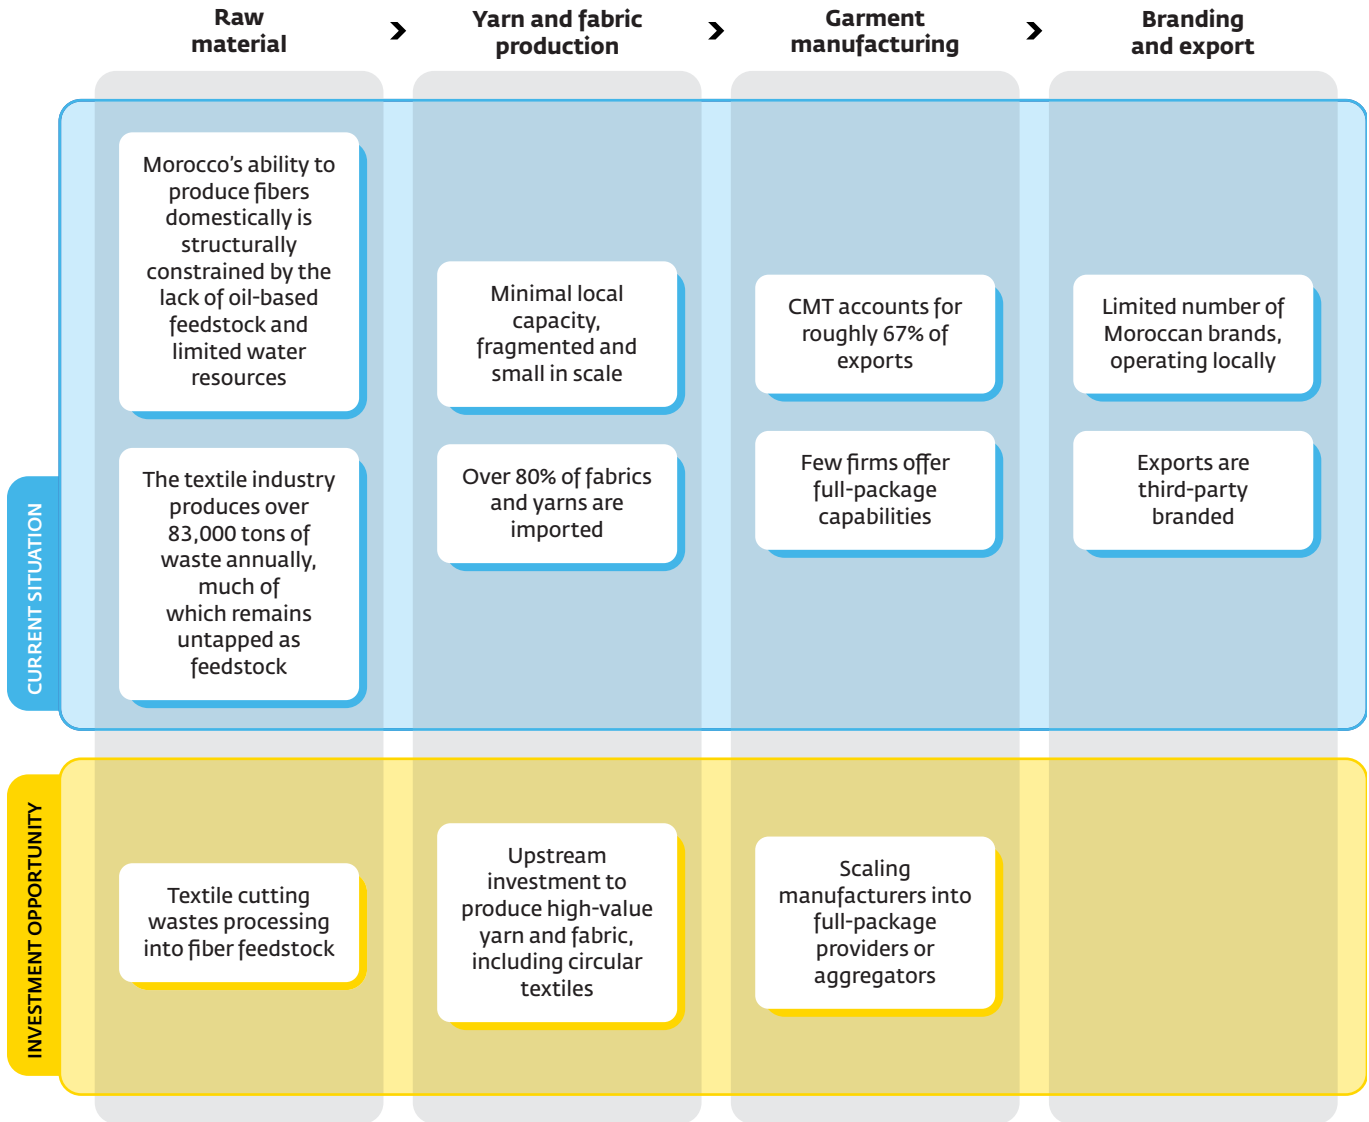 Raw
material
Yarn and fabric
production
Garment
manufacturing
Branding
and export
CURRENT SITUATION
Morocco's ability to
produce fibers
domestically is
structurally
constrained by the
lack of oil-based
feedstock and
limited water
resources
The textile industry
produces over
83,000 tons of
waste annually,
much of
which remains
untapped as
feedstock
Minimal local
capacity,
fragmented and
small in scale
Over 80% of fabrics
and yarns are
imported
CMT accounts for
roughly 67% of
exports
Few firms offer
full-package
capabilities
Limited number of
Moroccan brands,
operating locally
Exports are
third-party
branded
INVESTMENT OPPORTUNITY
Textile cutting
wastes processing
into fiber feedstock
Upstream
investment to
produce high-value
yarn and fabric,
including circular
textiles
Scaling
manufacturers into
full-package
providers or
aggregators